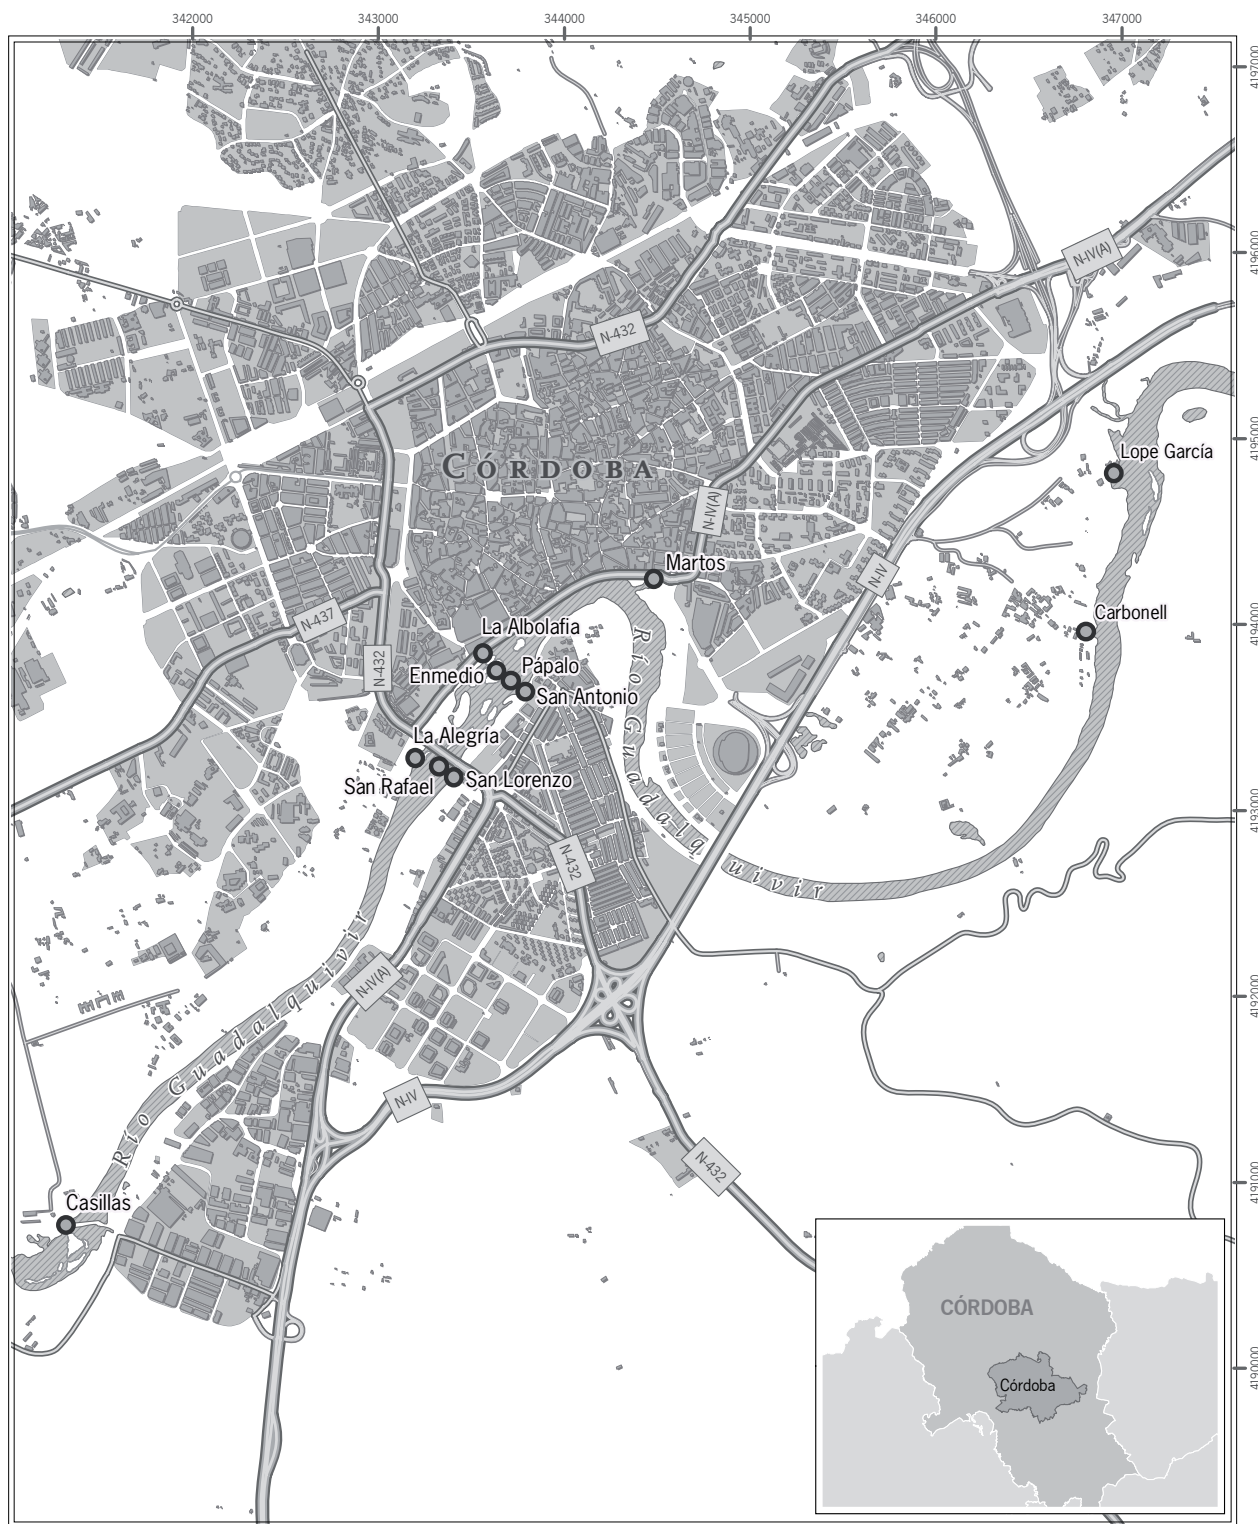 342000
343000
344000
345000
346000
347000
4197000
4196000
N-IV(A)
N-432
4195000
Lope García
CÓRDOBA
N-IV(A)
Martos
N-IV
N-437
Carbonell
4194000
La Albolafia
Río Guadalquivir
N-432
Enmedio
Pápalo
San Antonio
La Alegría
San Rafael
San Lorenzo
4193000
N-432
N-IV(A)
4192000
Río Guadalquivir
N-IV
N-432
4191000
Casillas
CÓRDOBA
Córdoba
4190000